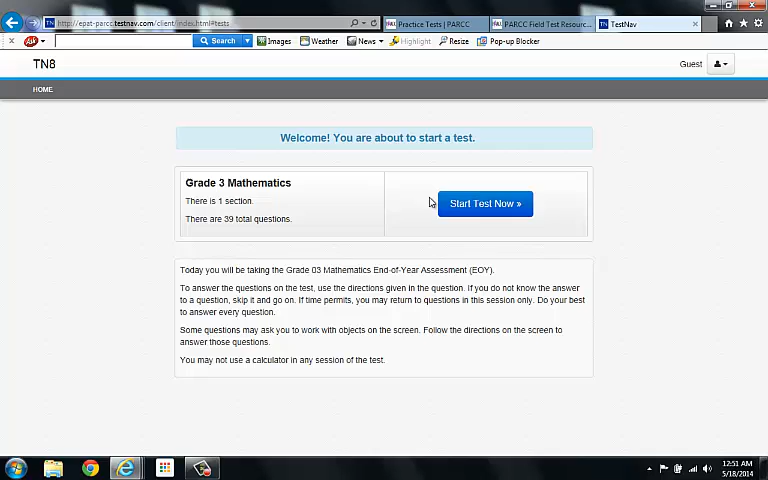 http://epat-parcc.testnav.com/client/index.html#tests
Practice Tests | PARCC
PARCC Field Test Resourc...
TestNav
Search
Images
Weather
News
Highlight
Resize
Pop-up Blocker
TN8
Guest
HOME
Welcome! You are about to start a test.
Grade 3 Mathematics
There is 1 section.
There are 39 total questions.
Start Test Now »
Today you will be taking the Grade 03 Mathematics End-of-Year Assessment (EOY).
To answer the questions on the test, use the directions given in the question. If you do not know the answer
to a question, skip it and go on. If time permits, you may return to questions in this session only. Do your best
to answer every question.
Some questions may ask you to work with objects on the screen. Follow the directions on the screen to
answer those questions.
You may not use a calculator in any session of the test.
12:51 AM
5/18/2014